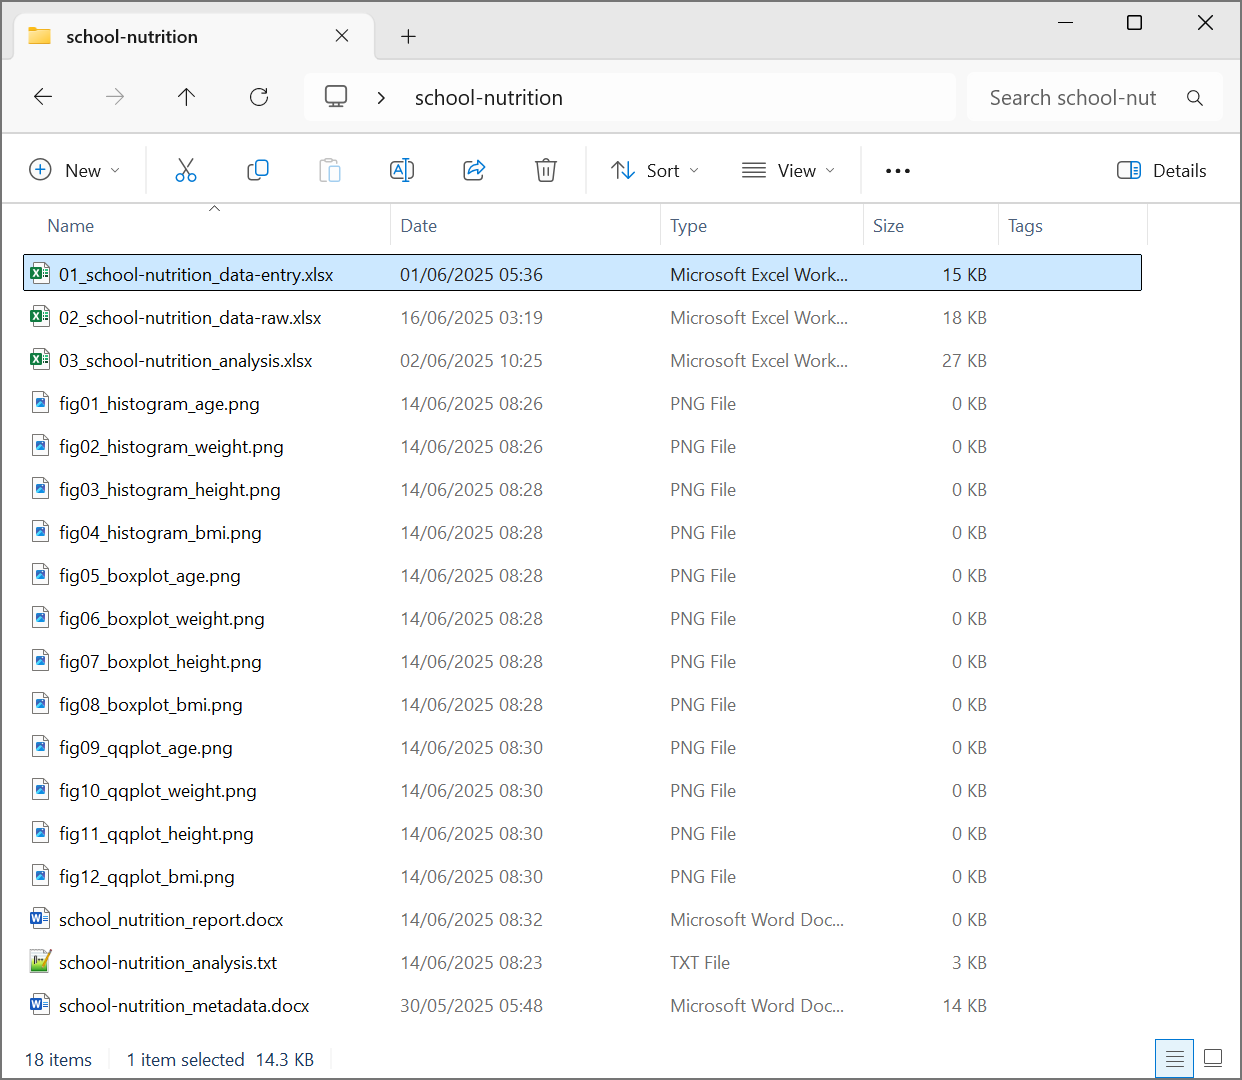 school-nutrition
school-nutrition
Search school-nut
New
Sort
View
Details
Name Date Type Size Tags
01_school-nutrition_data-entry.xlsx 01/06/2025 05:36 Microsoft Excel Work... 15 KB
02_school-nutrition_data-raw.xlsx 16/06/2025 03:19 Microsoft Excel Work... 18 KB
03_school-nutrition_analysis.xlsx 02/06/2025 10:25 Microsoft Excel Work... 27 KB
fig01_histogram_age.png 14/06/2025 08:26 PNG File 0 KB
fig02_histogram_weight.png 14/06/2025 08:26 PNG File 0 KB
fig03_histogram_height.png 14/06/2025 08:28 PNG File 0 KB
fig04_histogram_bmi.png 14/06/2025 08:28 PNG File 0 KB
fig05_boxplot_age.png 14/06/2025 08:28 PNG File 0 KB
fig06_boxplot_weight.png 14/06/2025 08:28 PNG File 0 KB
fig07_boxplot_height.png 14/06/2025 08:28 PNG File 0 KB
fig08_boxplot_bmi.png 14/06/2025 08:28 PNG File 0 KB
fig09_qqplot_age.png 14/06/2025 08:30 PNG File 0 KB
fig10_qqplot_weight.png 14/06/2025 08:30 PNG File 0 KB
fig11_qqplot_height.png 14/06/2025 08:30 PNG File 0 KB
fig12_qqplot_bmi.png 14/06/2025 08:30 PNG File 0 KB
school_nutrition_report.docx 14/06/2025 08:32 Microsoft Word Doc... 0 KB
school-nutrition_analysis.txt 14/06/2025 08:23 TXT File 3 KB
school-nutrition_metadata.docx 30/05/2025 05:48 Microsoft Word Doc... 14 KB
18 items 1 item selected 14.3 KB